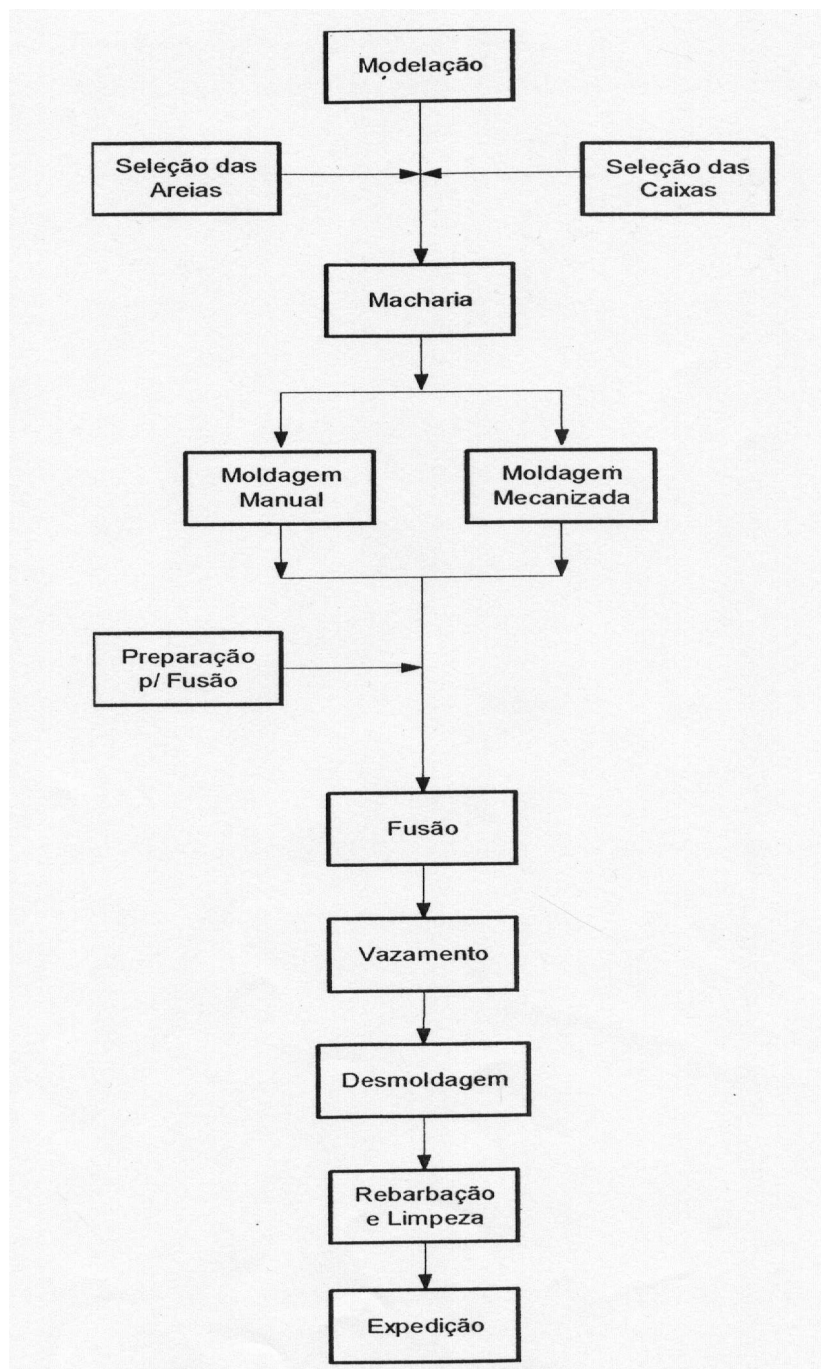 Modelação
Seleção das
Areias
Seleção das
Caixas
Macharia
Moldagem
Manual
Moldagem
Mecanizada
Preparação
p/ Fusão
Fusão
Vazamento
Desmoldagem
Rebarbação
e Limpeza
Expedição